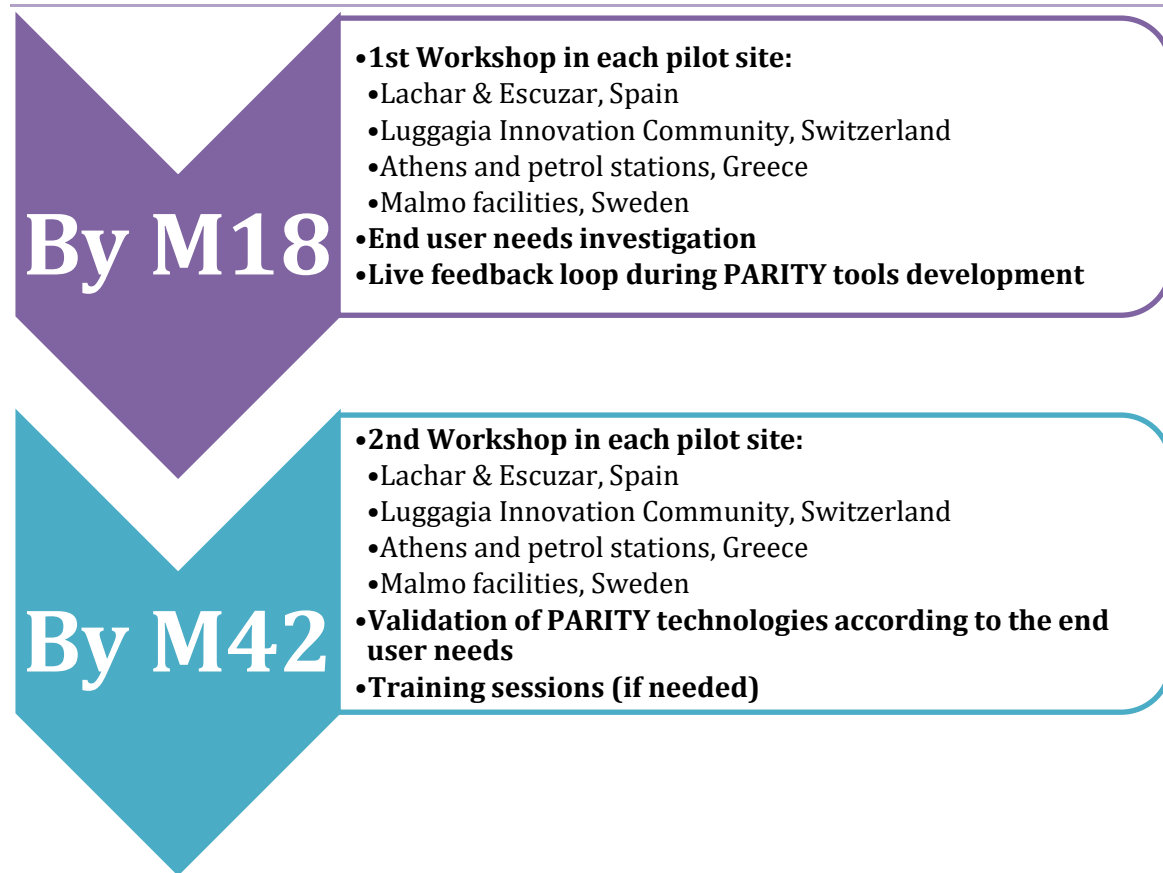 By M18
•1st Workshop in each pilot site:
•Lachar & Escuzar, Spain
•Luggagia Innovation Community, Switzerland
•Athens and petrol stations, Greece
•Malmo facilities, Sweden
•End user needs investigation
•Live feedback loop during PARITY tools development
By M42
•2nd Workshop in each pilot site:
•Lachar & Escuzar, Spain
•Luggagia Innovation Community, Switzerland
•Athens and petrol stations, Greece
•Malmo facilities, Sweden
•Validation of PARITY technologies according to the end
user needs
•Training sessions (if needed)